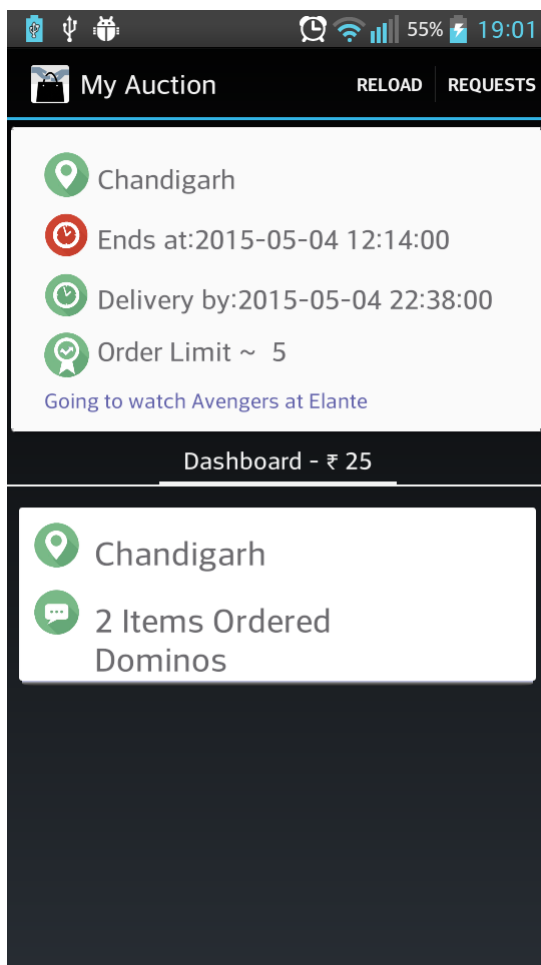 55% 19:01
My Auction RELOAD REQUESTS
Chandigarh
Ends at:2015-05-04 12:14:00
Delivery by:2015-05-04 22:38:00
Order Limit ~ 5
Going to watch Avengers at Elante
Dashboard - ₹ 25
Chandigarh
2 Items Ordered
Dominos